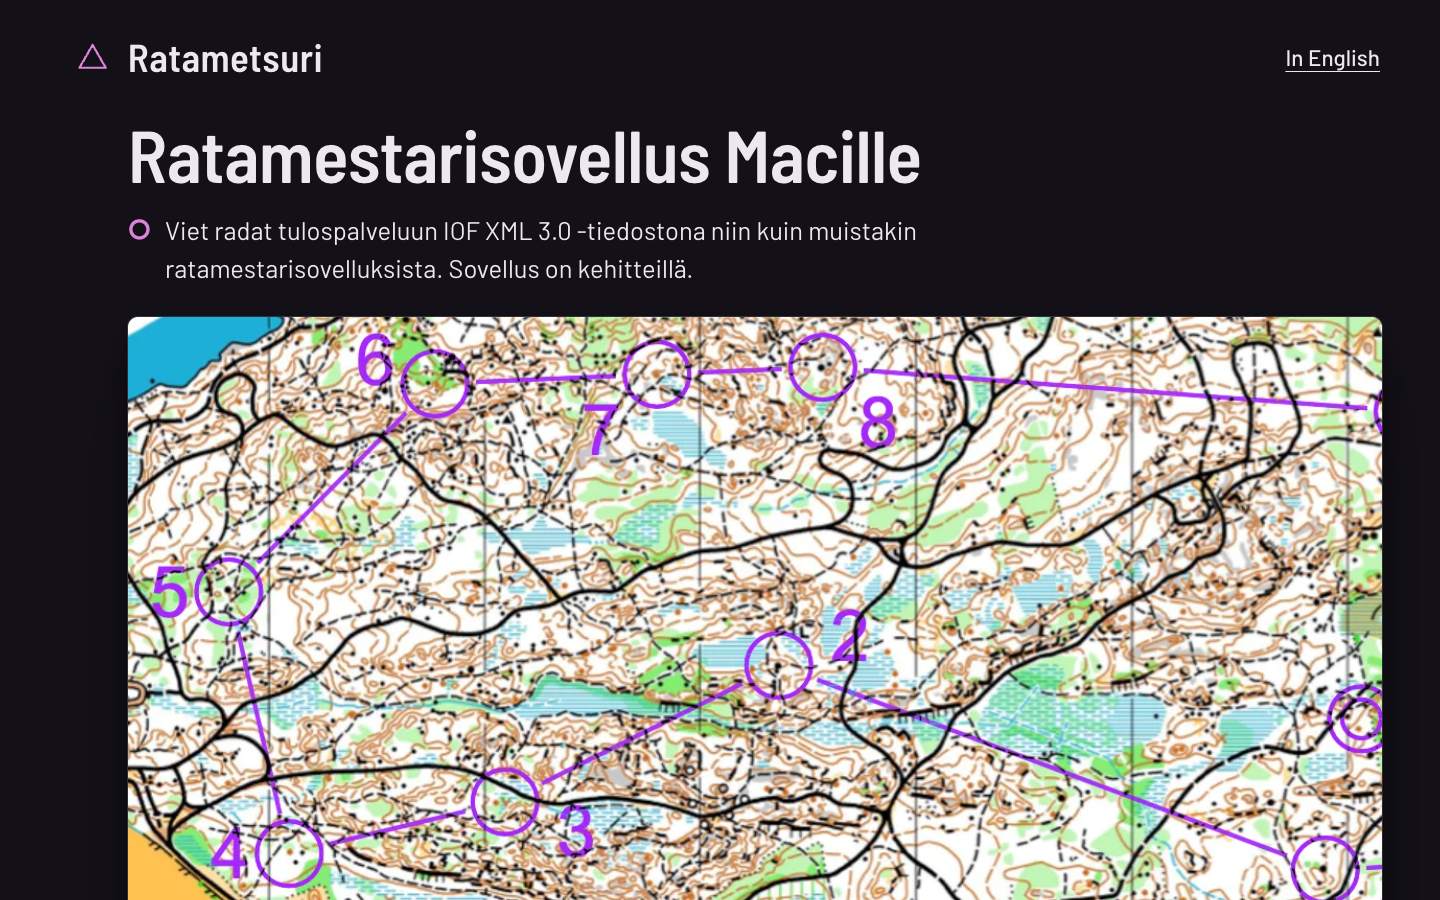 Ratametsuri
In English
Ratamestarisovellus Macille
Viet radat tulospalveluun IOF XML 3.0 -tiedostona niin kuin muistakin
ratamestarisovelluksista. Sovellus on kehitteillä.
6
7
8
5
2
3
4